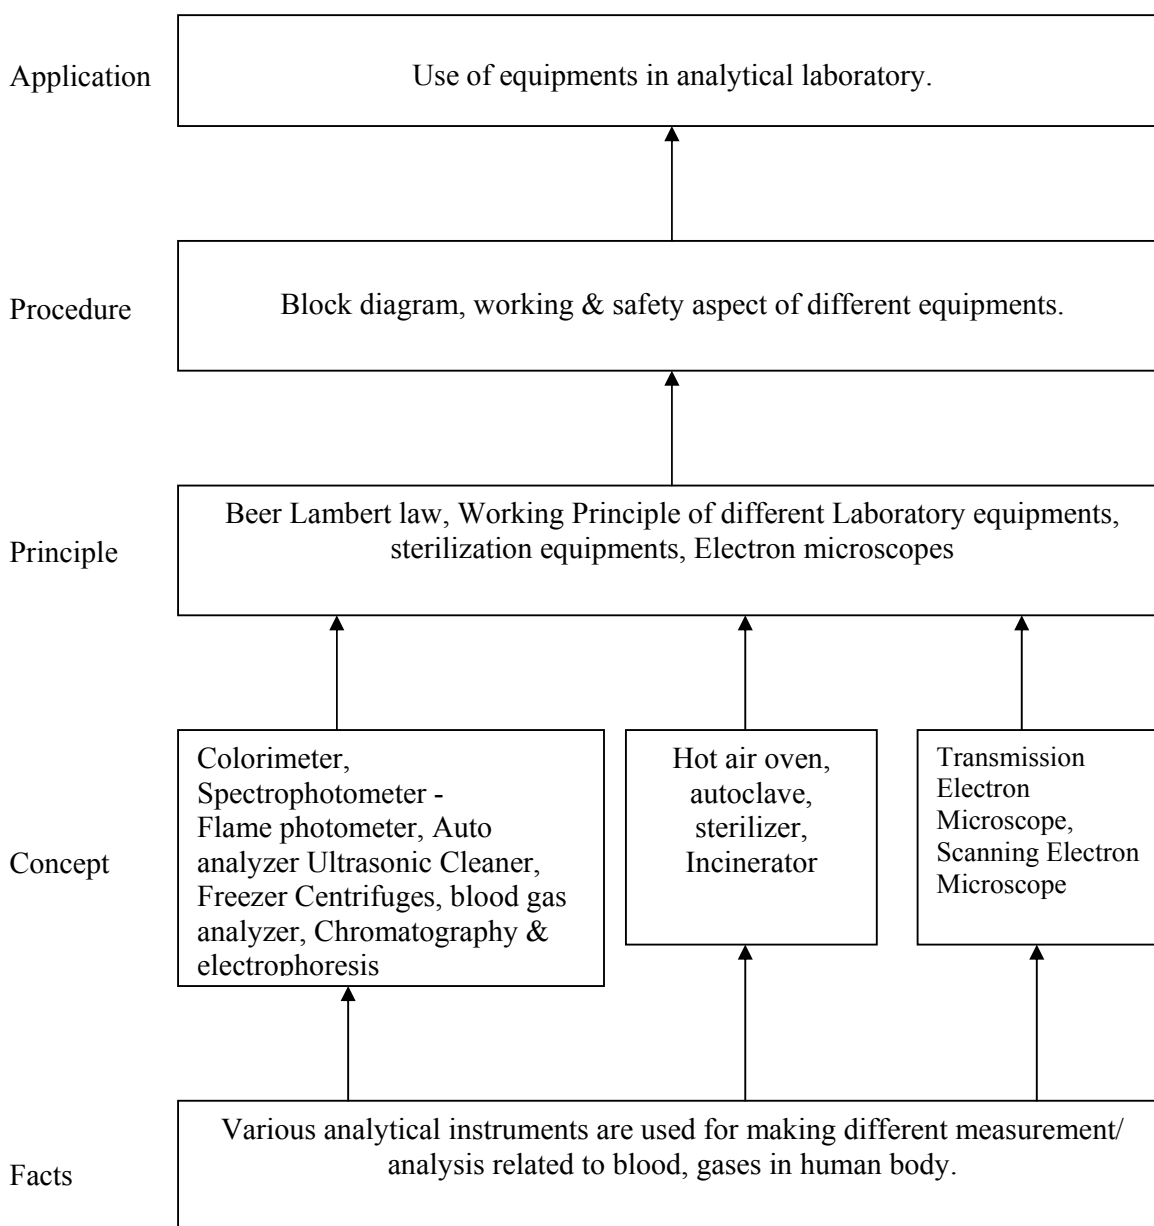 Application
Use of equipments in analytical laboratory.
Procedure
Block diagram, working & safety aspect of different equipments.
Principle
Beer Lambert law, Working Principle of different Laboratory equipments,
sterilization equipments, Electron microscopes
Concept
Colorimeter,
Spectrophotometer -
Flame photometer, Auto
analyzer Ultrasonic Cleaner,
Freezer Centrifuges, blood gas
analyzer, Chromatography &
electrophoresis
Hot air oven,
autoclave,
sterilizer,
Incinerator
Transmission
Electron
Microscope,
Scanning Electron
Microscope
Facts
Various analytical instruments are used for making different measurement/
analysis related to blood, gases in human body.